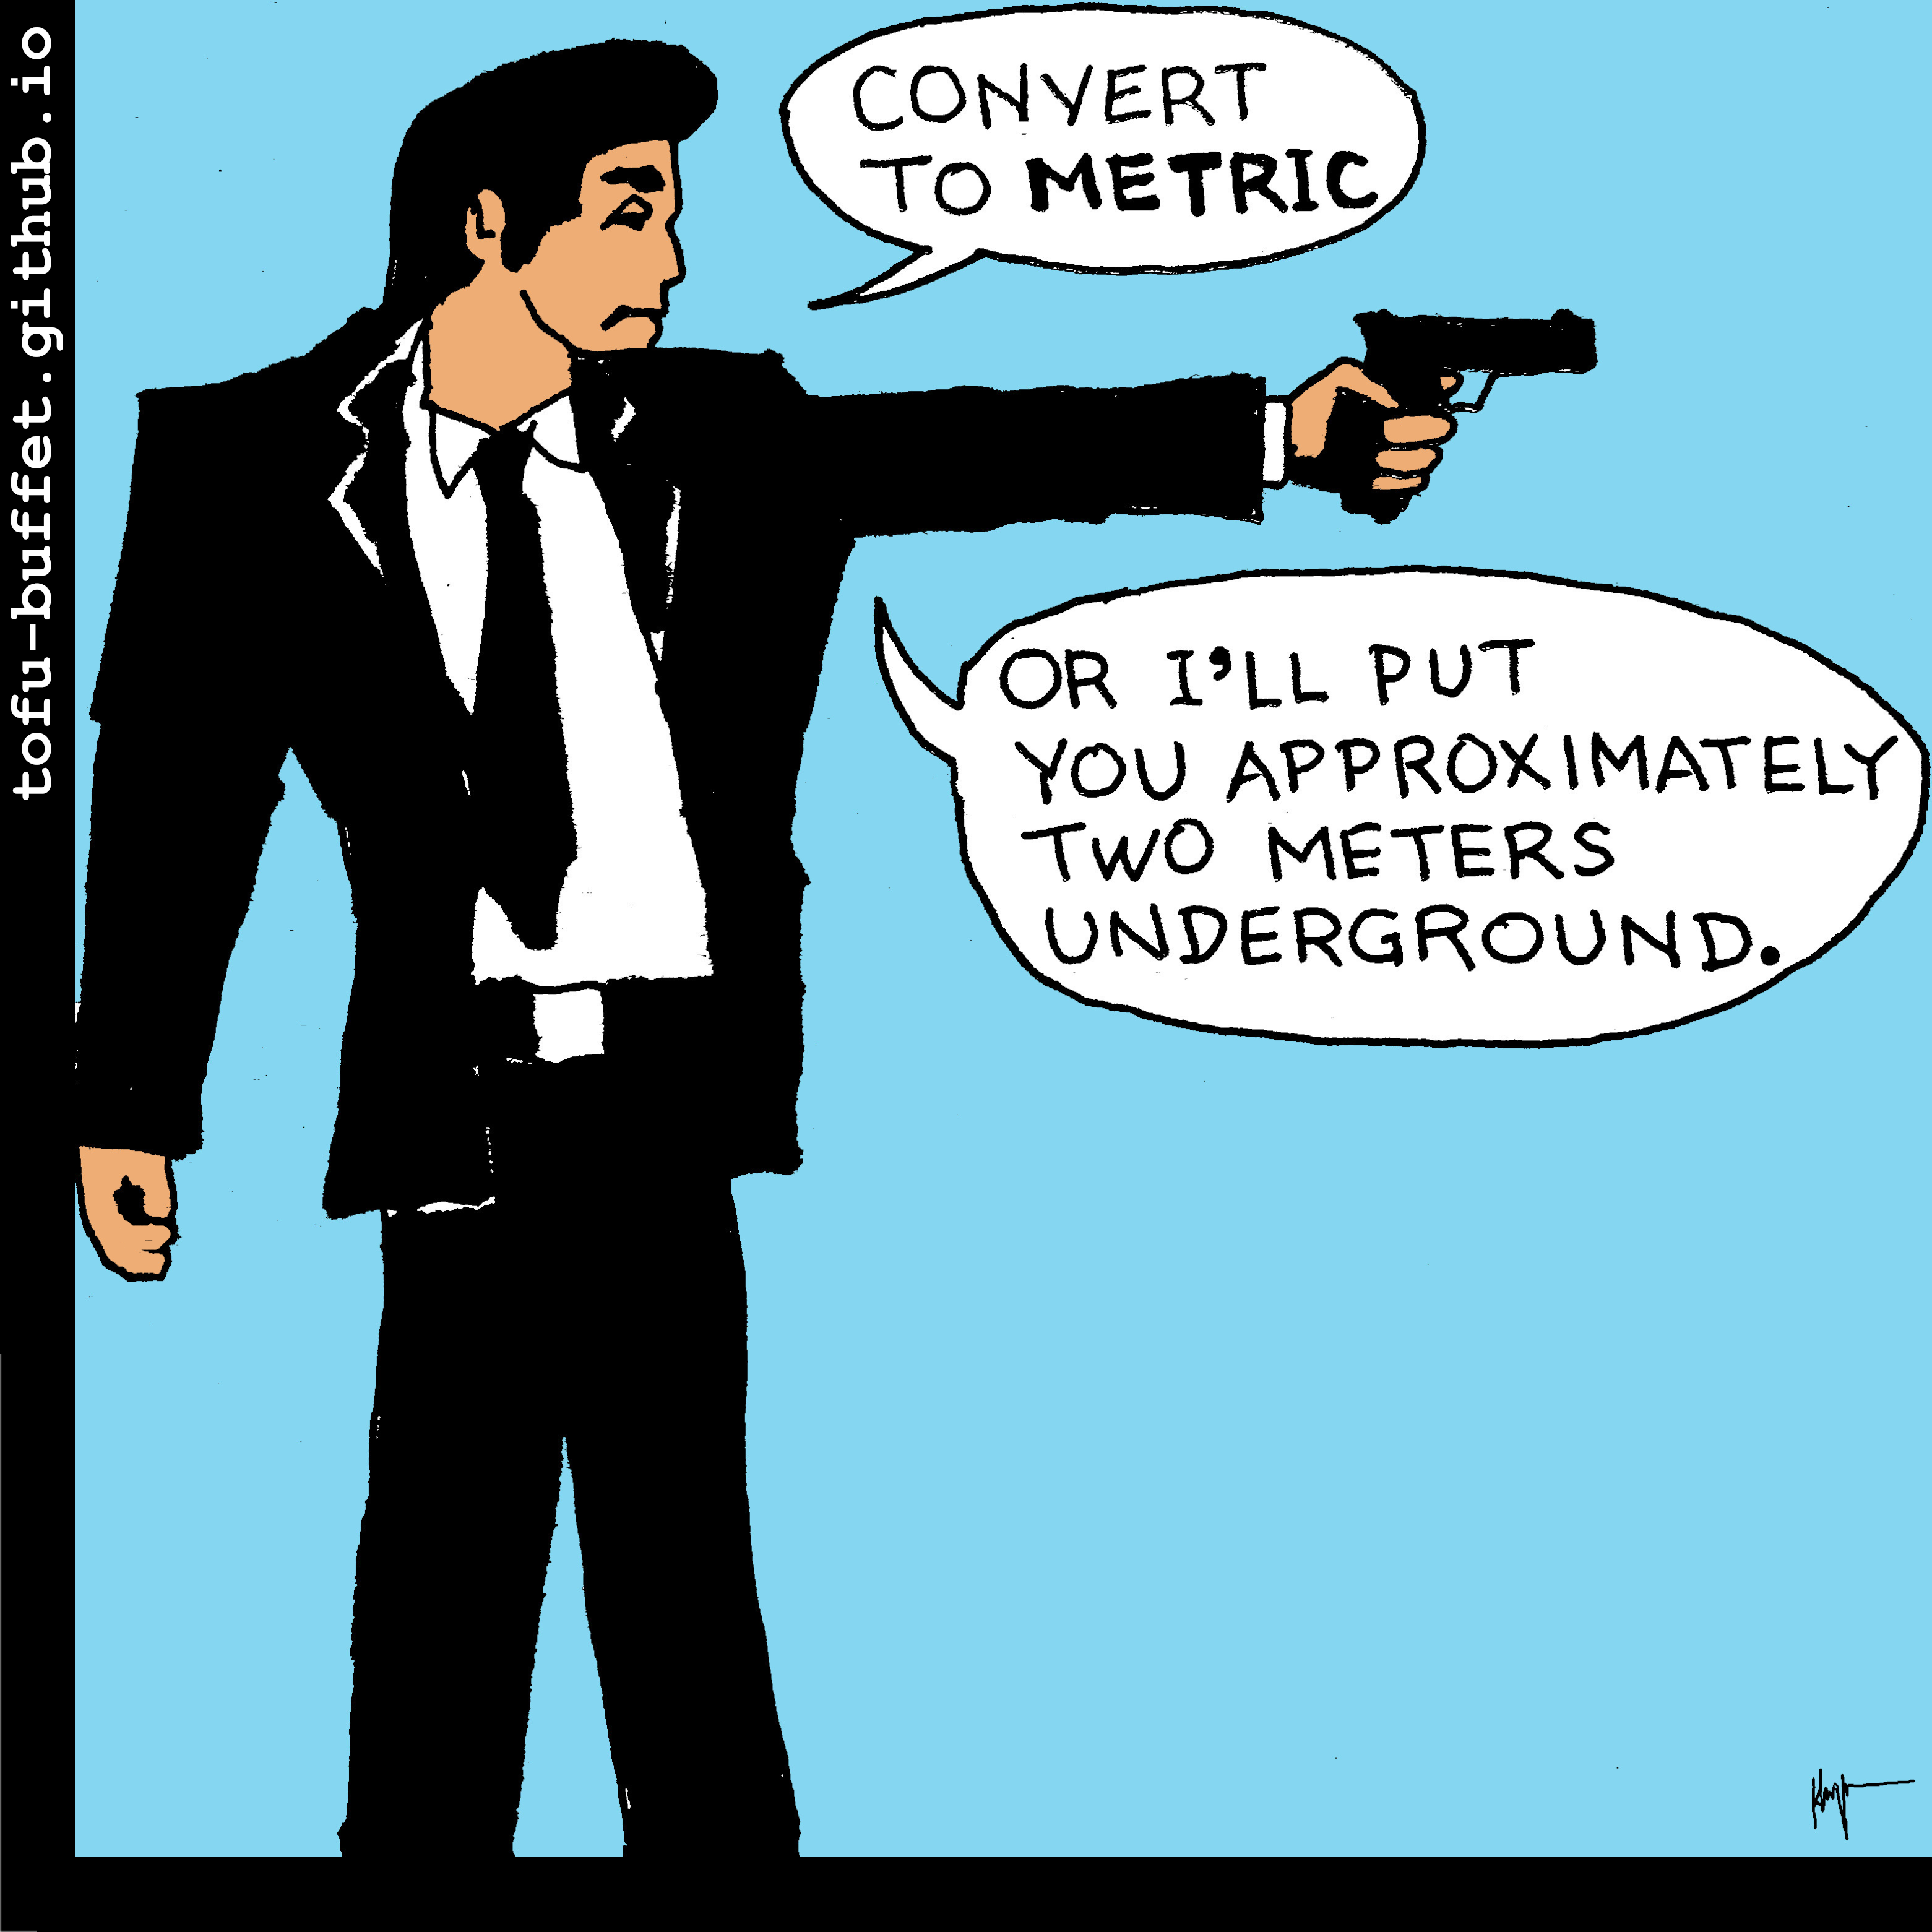 tofu-buffet.github.io
CONVERT
TO METRIC
OR I'LL PUT
YOU APPROXIMATELY
TWO METERS
UNDERGROUND.